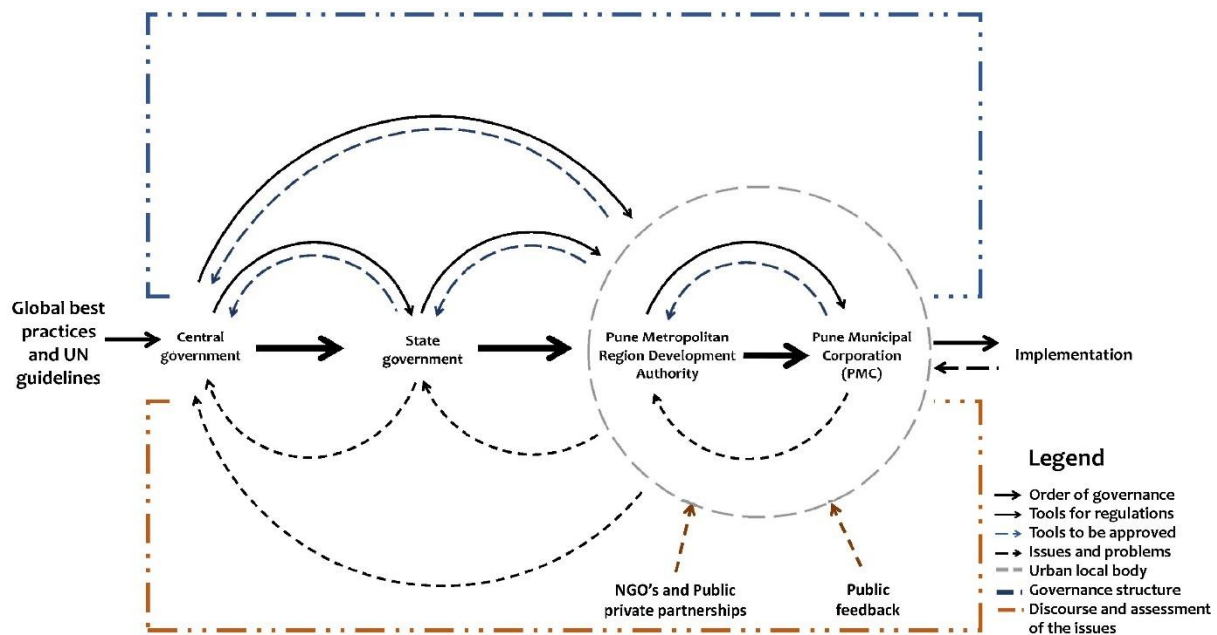 Global best
practices
and UN
guidelines
Central
government
State
government
Pune Metropolitan
Region Development
Authority
Pune Municipal
Corporation
(PMC)
Implementation
NGO's and Public
private partnerships
Public
feedback
Legend
Order of governance
Tools for regulations
Tools to be approved
Issues and problems
Urban local body
Governance structure
Discourse and assessment
of the issues